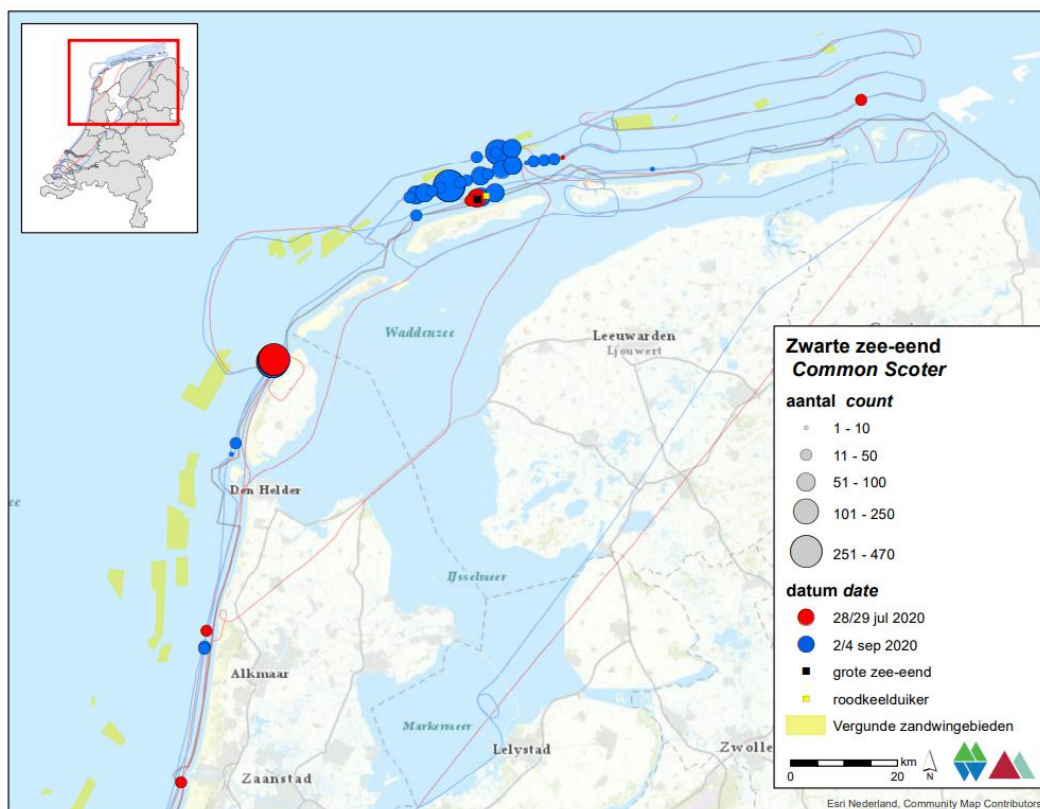 Waddenzee
Leeuwarden
Ljouwert
Den Helder
IJsselmeer
Alkmaar
Markermeer
Lelystad
Zwolle
Zaanstad
Zwarte zee-eend
Common Scoter
aantal count
1 - 10
11 - 50
51 - 100
101 - 250
251 - 470
datum date
28/29 jul 2020
2/4 sep 2020
grote zee-eend
roodkeelduiker
Vergunde zandwingebieden
km
0 20
N
Esri Nederland, Community Map Contributors